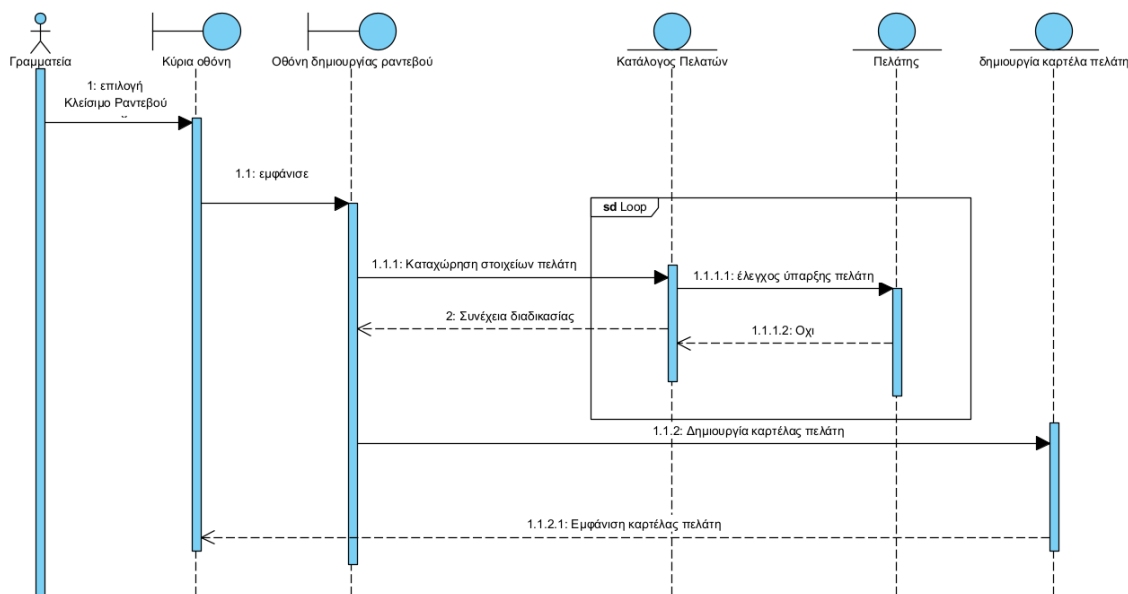 Γραμματεία
Κύρια οθόνη
Οθόνη δημιουργίας ραντεβού
Κατάλογος Πελατών
Πελάτης
δημιουργία καρτέλα πελάτη
1: επιλογή
Κλείσιμο Ραντεβού
1.1: εμφάνισε
sd Loop
1.1.1: Καταχώρηση στοιχείων πελάτη
1.1.1.1: έλεγχος ύπαρξης πελάτη
2: Συνέχεια διαδικασίας
1.1.1.2: Οχι
1.1.2: Δημιουργία καρτέλας πελάτη
1.1.2.1: Εμφάνιση καρτέλας πελάτη